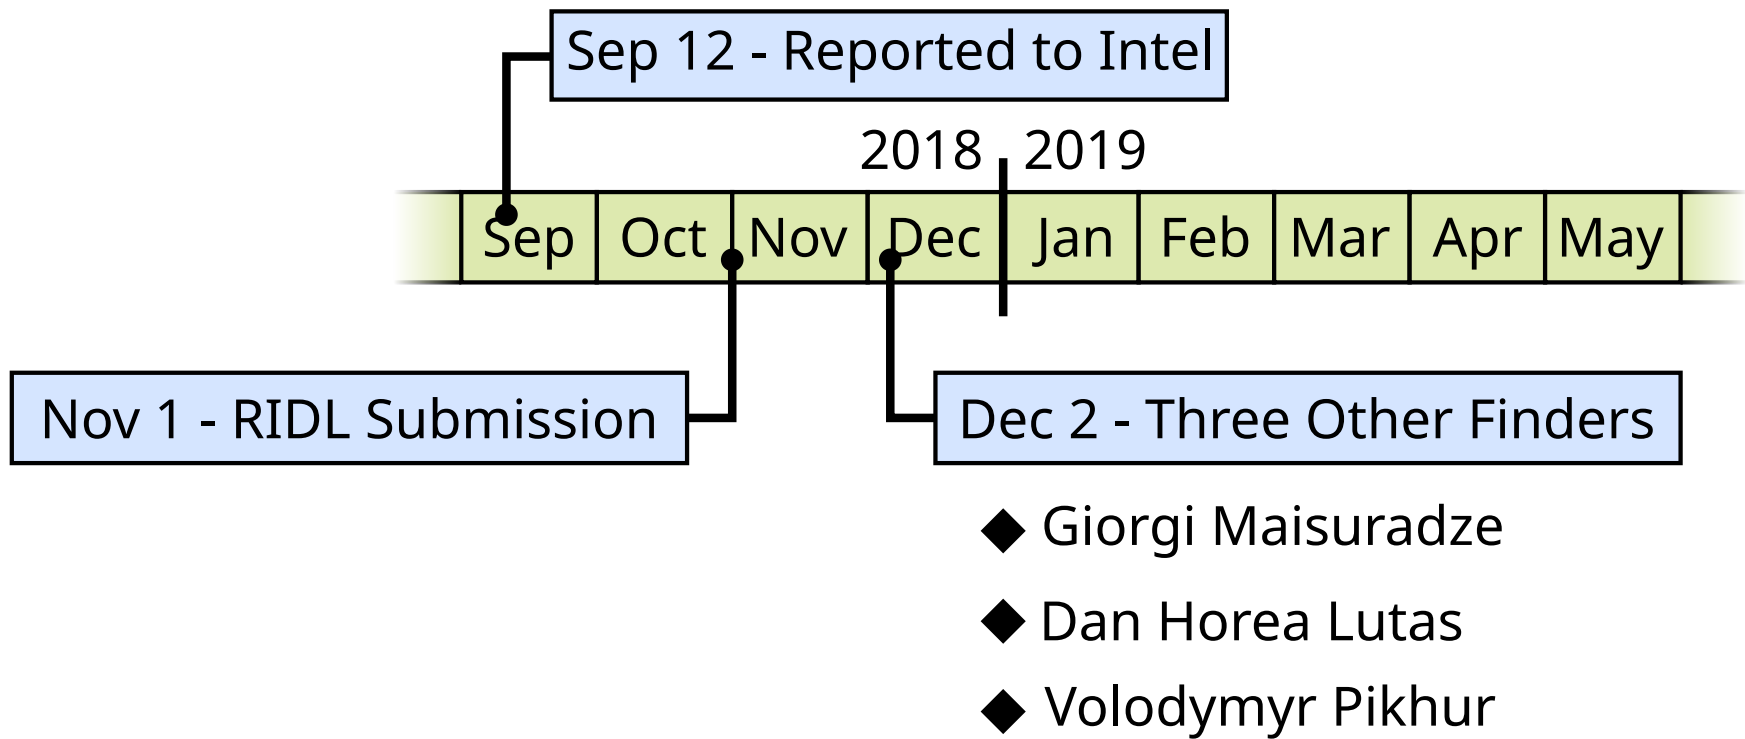 Sep 12 - Reported to Intel
2018 2019
Sep Oct Nov Dec Jan Feb Mar Apr May
Nov 1 - RIDL Submission
Dec 2 - Three Other Finders
Giorgi Maisuradze
Dan Horea Lutas
Volodymyr Pikhur